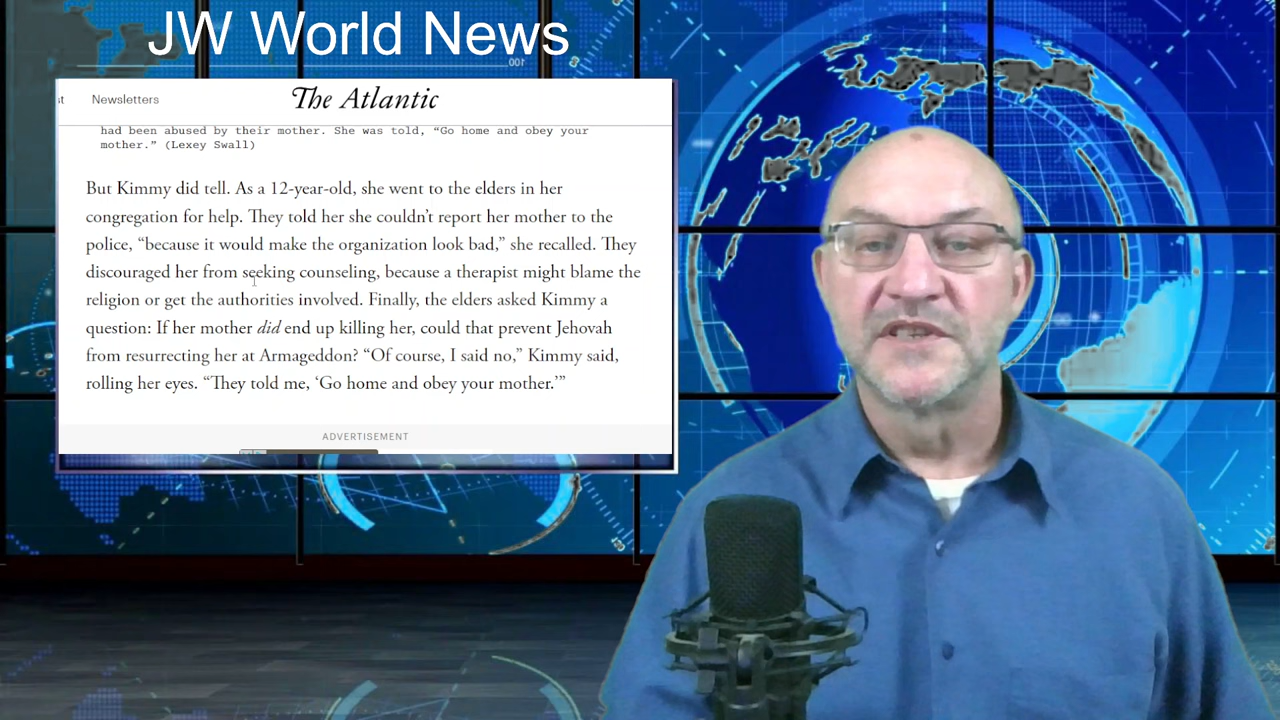 JW World News
001
st Newsletters The Atlantic
had been abused by their mother. She was told, “Go home and obey your
mother.” (Lexey Swall)
But Kimmy did tell. As a 12-year-old, she went to the elders in her
congregation for help. They told her she couldn’t report her mother to the
police, “because it would make the organization look bad,” she recalled. They
discouraged her from seeking counseling, because a therapist might blame the
religion or get the authorities involved. Finally, the elders asked Kimmy a
question: If her mother did end up killing her, could that prevent Jehovah
from resurrecting her at Armageddon? “Of course, I said no,” Kimmy said,
rolling her eyes. “They told me, ‘Go home and obey your mother.’”
ADVERTISEMENT